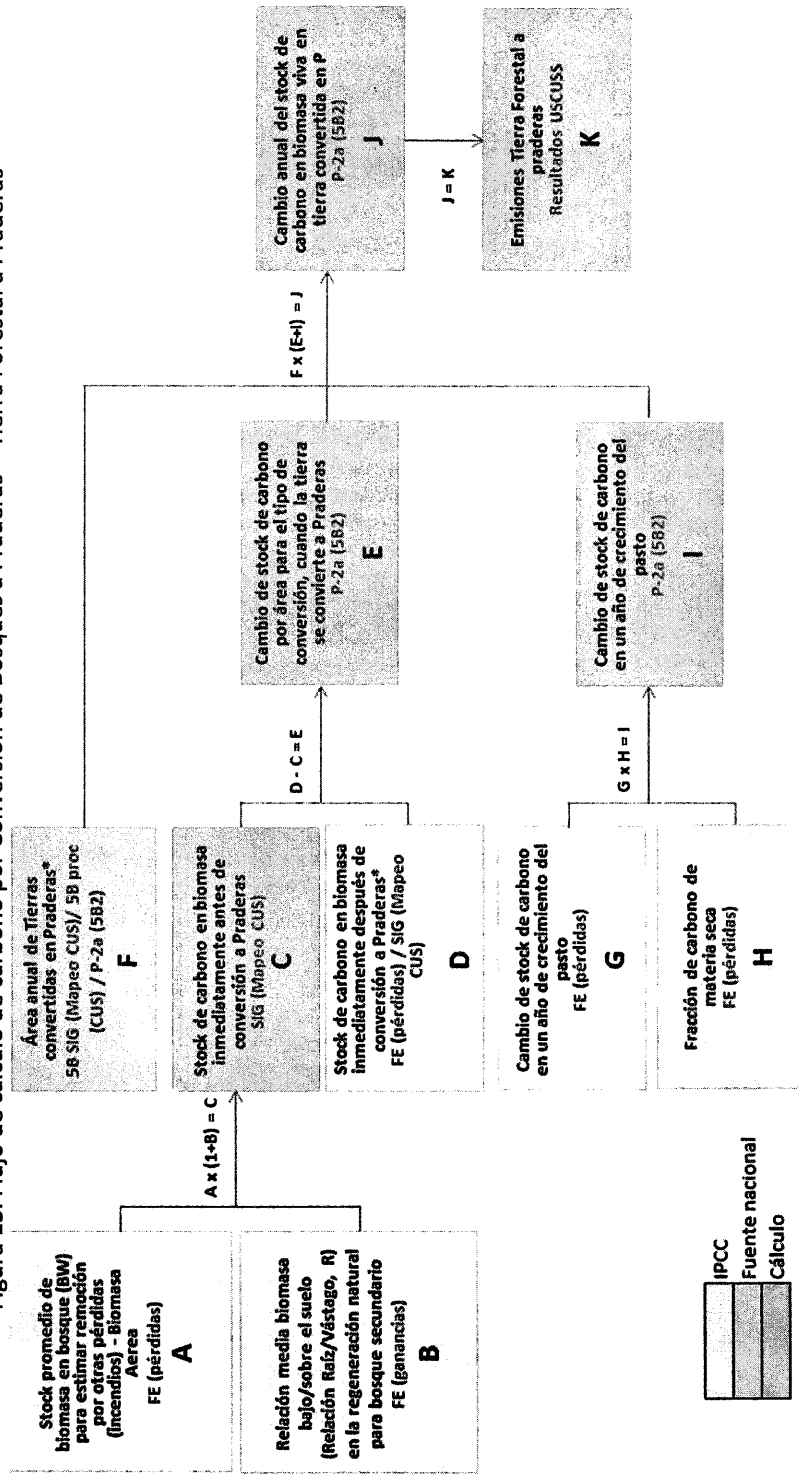 Figura 13. Flujo de cálculo de carbono por Conversión de Bosques a Praderas – Tierra Forestal a Praderas
Stock promedio de
biomasa en bosque (BW)
para estimar remoción
por otras pérdidas
(Incendios) - Biomasa
Aerea
FE (pérdidas)
A
Relación media biomasa
bajo/sobre el suelo
(Relación Raíz/Vástago, R)
en la regeneración natural
para bosque secundario
FE (ganancias)
B
A x (1+B) = C
Área anual de Tierras
convertidas en Praderas*
5B SIG (Mapeo CUS)/ 5B proc
(CUS) / P-2a (5B2)
F
Stock de carbono en biomasa
inmediatamente antes de
conversión a Praderas
SIG (Mapeo CUS)
C
Stock de carbono en biomasa
inmediatamente después de
conversión a Praderas*
FE (pérdidas) / SIG (Mapeo
CUS)
D
D - C = E
Cambio de stock de carbono
en un año de crecimiento del
pasto
FE (pérdidas)
G
Fracción de carbono de
materia seca
FE (pérdidas)
H
G x H = I
Cambio de stock de carbono
por área para el tipo de
conversión, cuando la tierra
se convierte a Praderas
P-2a (5B2)
E
Cambio de stock de carbono
en un año de crecimiento del
pasto
P-2a (5B2)
I
F x (E+I) = J
Cambio anual del stock de
carbono en biomasa viva en
tierra convertida en P
P-2a (5B2)
J
J = K
Emisiones Tierra Forestal a
praderas
Resultados USCUSS
K
IPCC
Fuente nacional
Cálculo